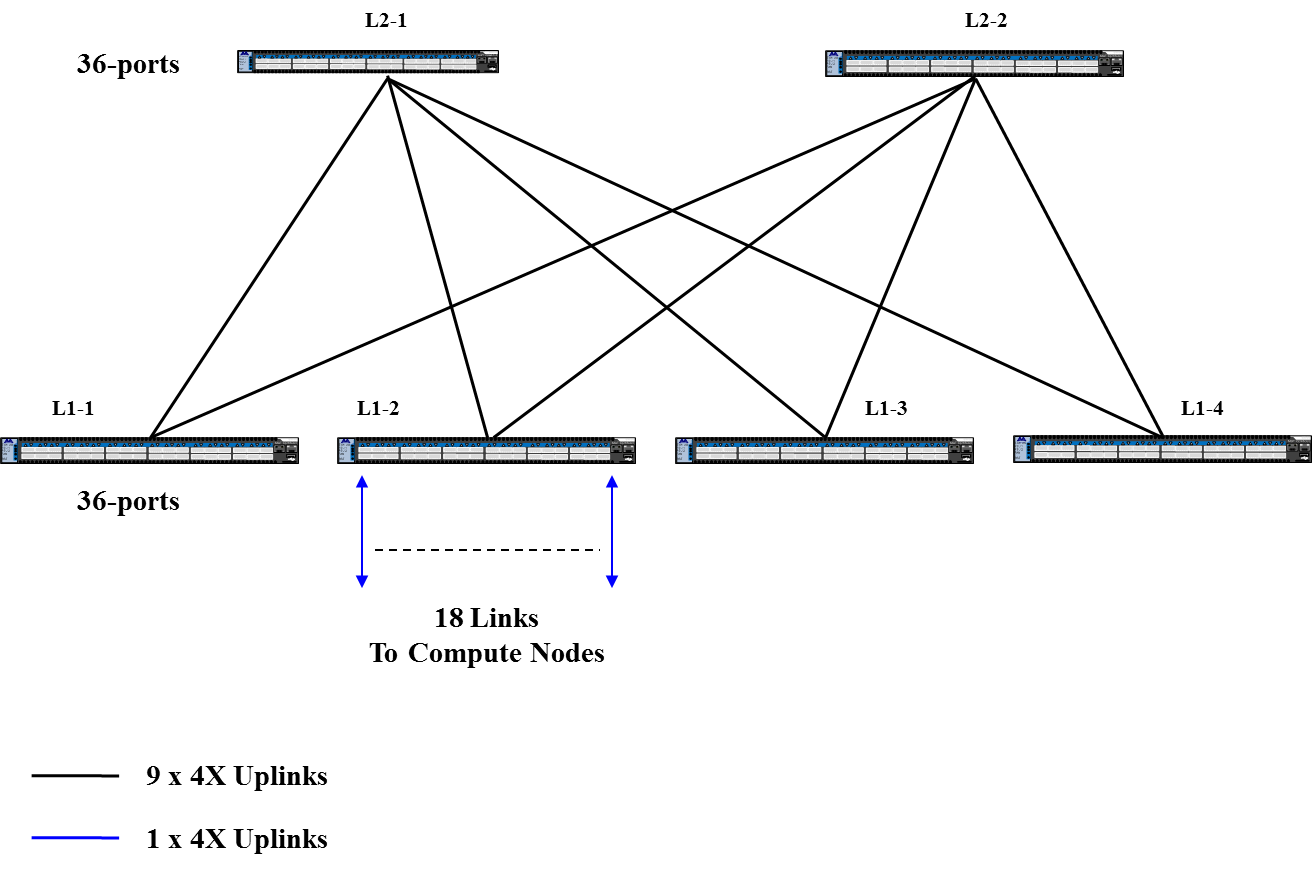 L2-1
L2-2
36-ports
L1-1
L1-2
L1-3
L1-4
36-ports
18 Links
To Compute Nodes
9 x 4X Uplinks
1 x 4X Uplinks